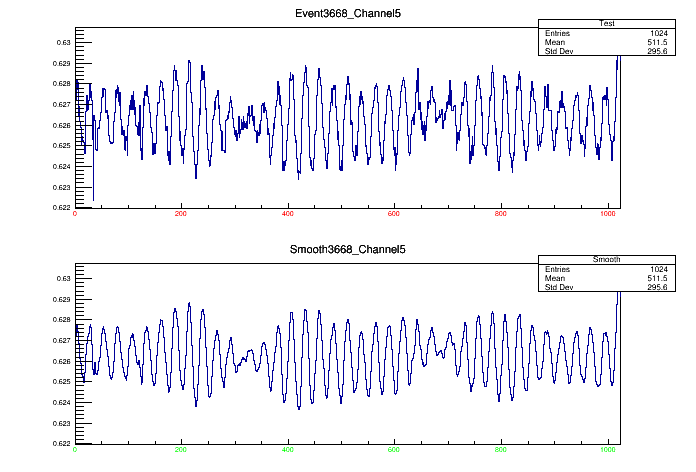 Event3668_Channel5
Test
Entries 1024
Mean 511.5
Std Dev 295.6
0.63
0.629
0.628
0.627
0.626
0.625
0.624
0.623
0.622
0 200 400 600 800 1000
Smooth3668_Channel5
Smooth
Entries 1024
Mean 511.5
Std Dev 295.6
0.63
0.629
0.628
0.627
0.626
0.625
0.624
0.623
0.622
0 200 400 600 800 1000